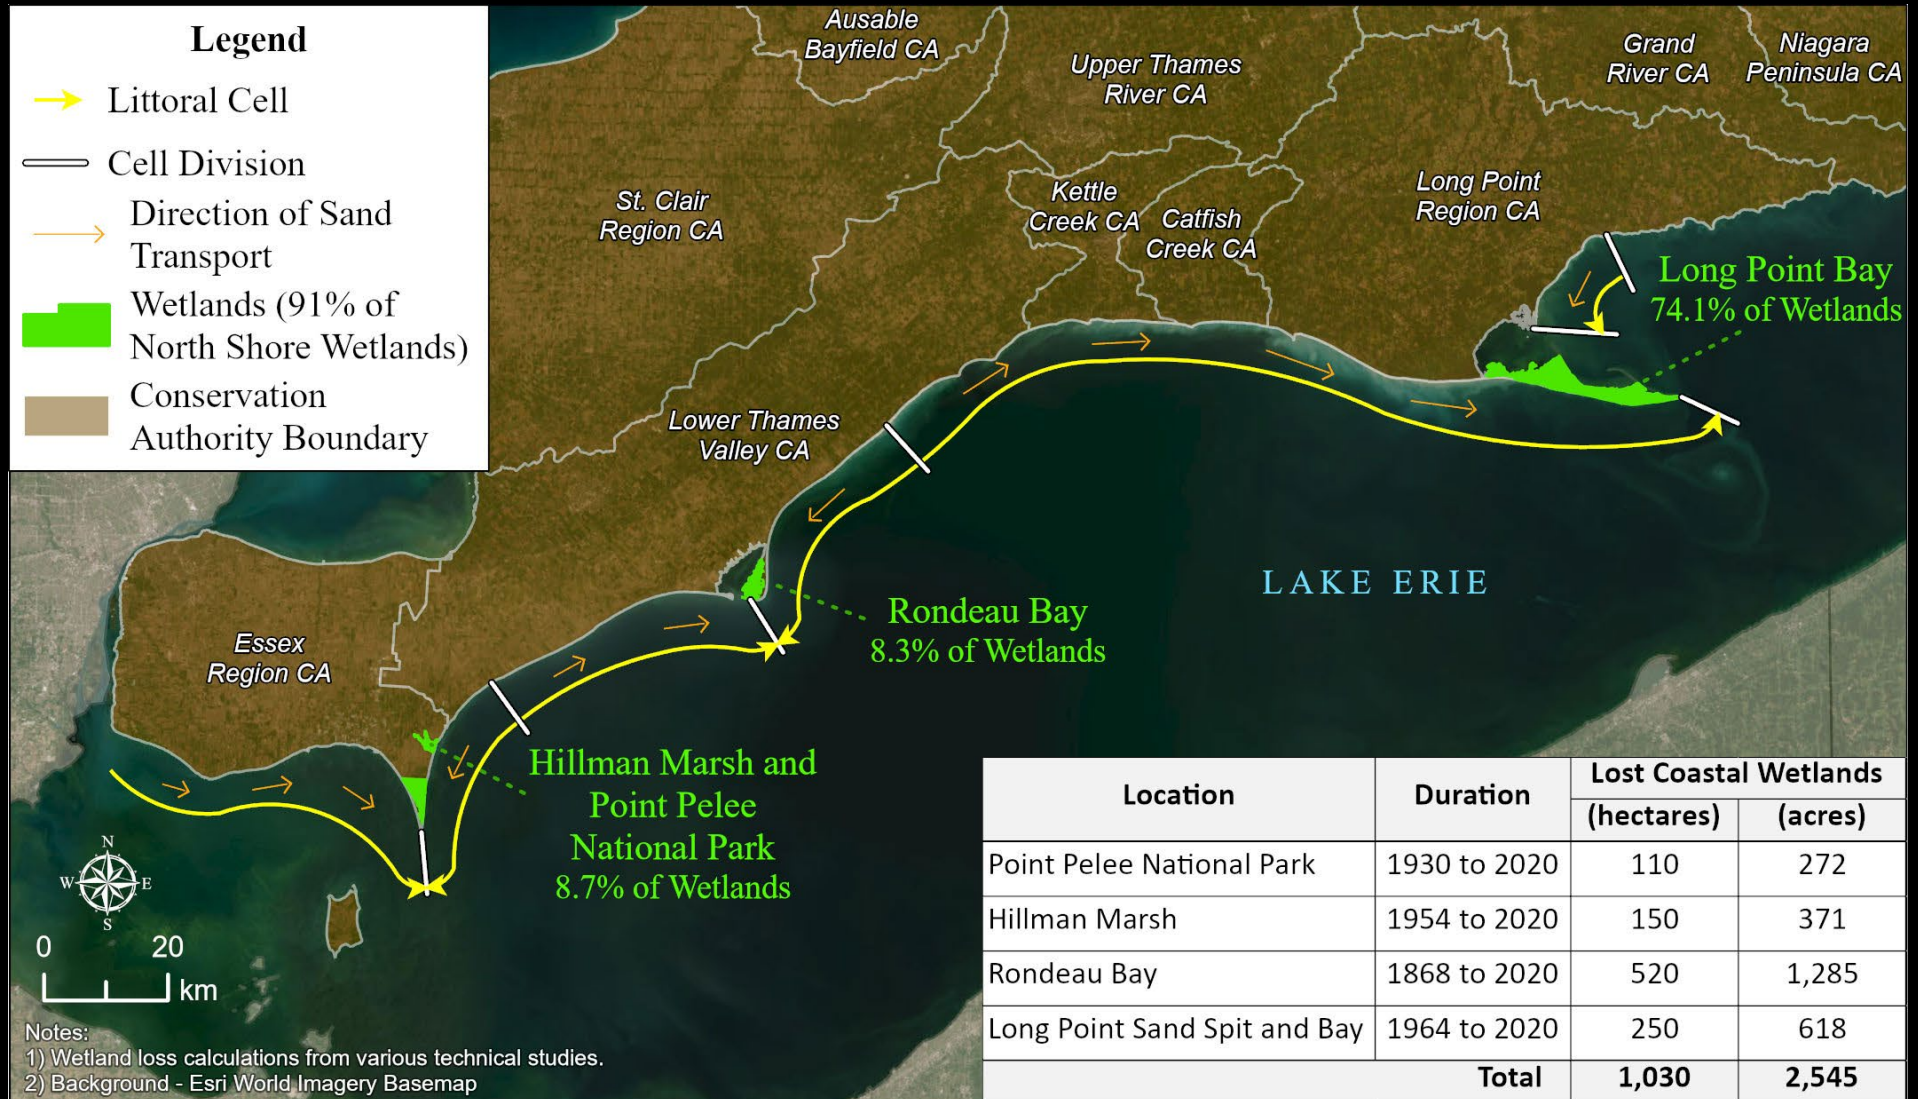 Legend
Littoral Cell
Cell Division
Direction of Sand
Transport
Wetlands (91% of
North Shore Wetlands)
Conservation
Authority Boundary
Ausable
Bayfield CA
Upper Thames
River CA
Grand
River CA
Niagara
Peninsula CA
St. Clair
Region CA
Kettle
Creek CA
Catfish
Creek CA
Long Point
Region CA
Long Point Bay
74.1% of Wetlands
Lower Thames
Valley CA
LAKE ERIE
Rondeau Bay
8.3% of Wetlands
Essex
Region CA
Hillman Marsh and
Point Pelee
National Park
8.7% of Wetlands
N
W E
S
0 20
km
Notes:
1) Wetland loss calculations from various technical studies.
2) Background - Esri World Imagery Basemap
Location Duration Lost Coastal Wetlands
(hectares) (acres)
Point Pelee National Park 1930 to 2020 110 272
Hillman Marsh 1954 to 2020 150 371
Rondeau Bay 1868 to 2020 520 1,285
Long Point Sand Spit and Bay 1964 to 2020 250 618
Total 1,030 2,545